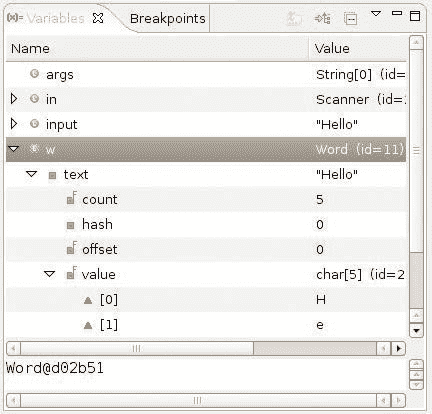 (x)= Variables Breakpoints
Name Value
args String[0] (id=
in Scanner (id=
input "Hello"
w Word (id=11)
text "Hello"
count 5
hash 0
offset 0
value char[5] (id=2
[0] H
[1] e
Word@d02b51